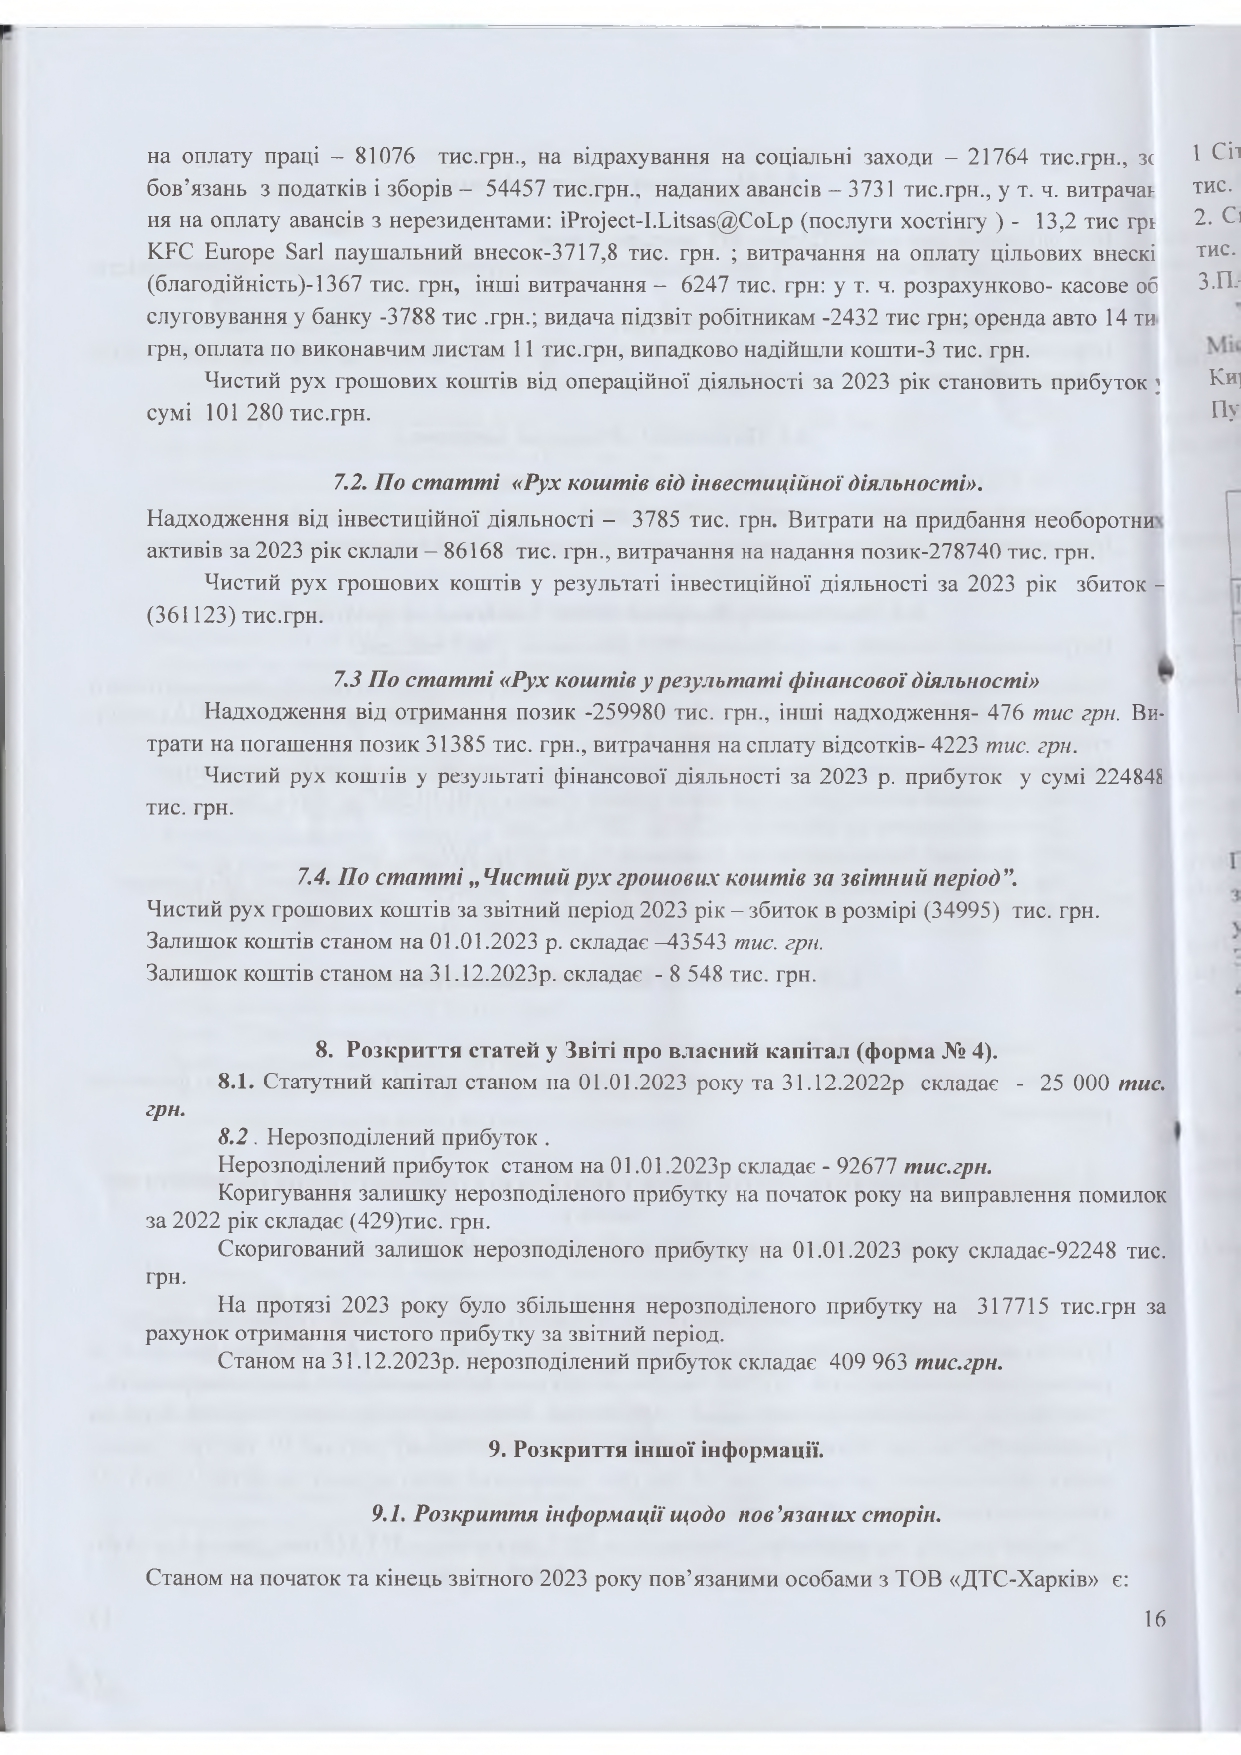 на оплату праці – 81076 тис.грн., на відрахування на соціальні заходи – 21764 тис.грн., зо
бов’язань з податків і зборів – 54457 тис.грн., наданих авансів – 3731 тис.грн., у т. ч. витрачан
ня на оплату авансів з нерезидентами: iProject-I.Litsas@CoLp (послуги хостінгу ) - 13,2 тис грн
KFC Europe Sarl паушальний внесок-3717,8 тис. грн. ; витрачання на оплату цільових внескі
(благодійність)-1367 тис. грн, інші витрачання – 6247 тис. грн: у т. ч. розрахунково- касове об
слуговування у банку -3788 тис .грн.; видача підзвіт робітникам -2432 тис грн; оренда авто 14 ти
грн, оплата по виконавчим листам 11 тис.грн, випадково надійшли кошти-3 тис. грн.
Чистий рух грошових коштів від операційної діяльності за 2023 рік становить прибуток у
сумі 101 280 тис.грн.
7.2. По статті «Рух коштів від інвестиційної діяльності».
Надходження від інвестиційної діяльності – 3785 тис. грн. Витрати на придбання необоротних
активів за 2023 рік склали – 86168 тис. грн., витрачання на надання позик-278740 тис. грн.
Чистий рух грошових коштів у результаті інвестиційної діяльності за 2023 рік збиток –
(361123) тис.грн.
7.3 По статті «Рух коштів у результаті фінансової діяльності»
Надходження від отримання позик -259980 тис. грн., інші надходження- 476 тис грн. Ви-
трати на погашення позик 31385 тис. грн., витрачання на сплату відсотків- 4223 тис. грн.
Чистий рух коштів у результаті фінансової діяльності за 2023 р. прибуток у сумі 224848
тис. грн.
7.4. По статті „Чистий рух грошових коштів за звітний період”.
Чистий рух грошових коштів за звітний період 2023 рік – збиток в розмірі (34995) тис. грн.
Залишок коштів станом на 01.01.2023 р. складає –43543 тис. грн.
Залишок коштів станом на 31.12.2023р. складає - 8 548 тис. грн.
8. Розкриття статей у Звіті про власний капітал (форма № 4).
8.1. Статутний капітал станом на 01.01.2023 року та 31.12.2022р складає - 25 000 тис.
грн.
8.2 . Нерозподілений прибуток .
Нерозподілений прибуток станом на 01.01.2023р складає - 92677 тис.грн.
Коригування залишку нерозподіленого прибутку на початок року на виправлення помилок
за 2022 рік складає (429)тис. грн.
Скоригований залишок нерозподіленого прибутку на 01.01.2023 року складає-92248 тис.
грн.
На протязі 2023 року було збільшення нерозподіленого прибутку на 317715 тис.грн за
рахунок отримання чистого прибутку за звітний період.
Станом на 31.12.2023р. нерозподілений прибуток складає 409 963 тис.грн.
9. Розкриття іншої інформації.
9.1. Розкриття інформації щодо пов’язаних сторін.
Станом на початок та кінець звітного 2023 року пов’язаними особами з ТОВ «ДТС-Харків» є:
16
1 Сіт
тис.
2.
тис.